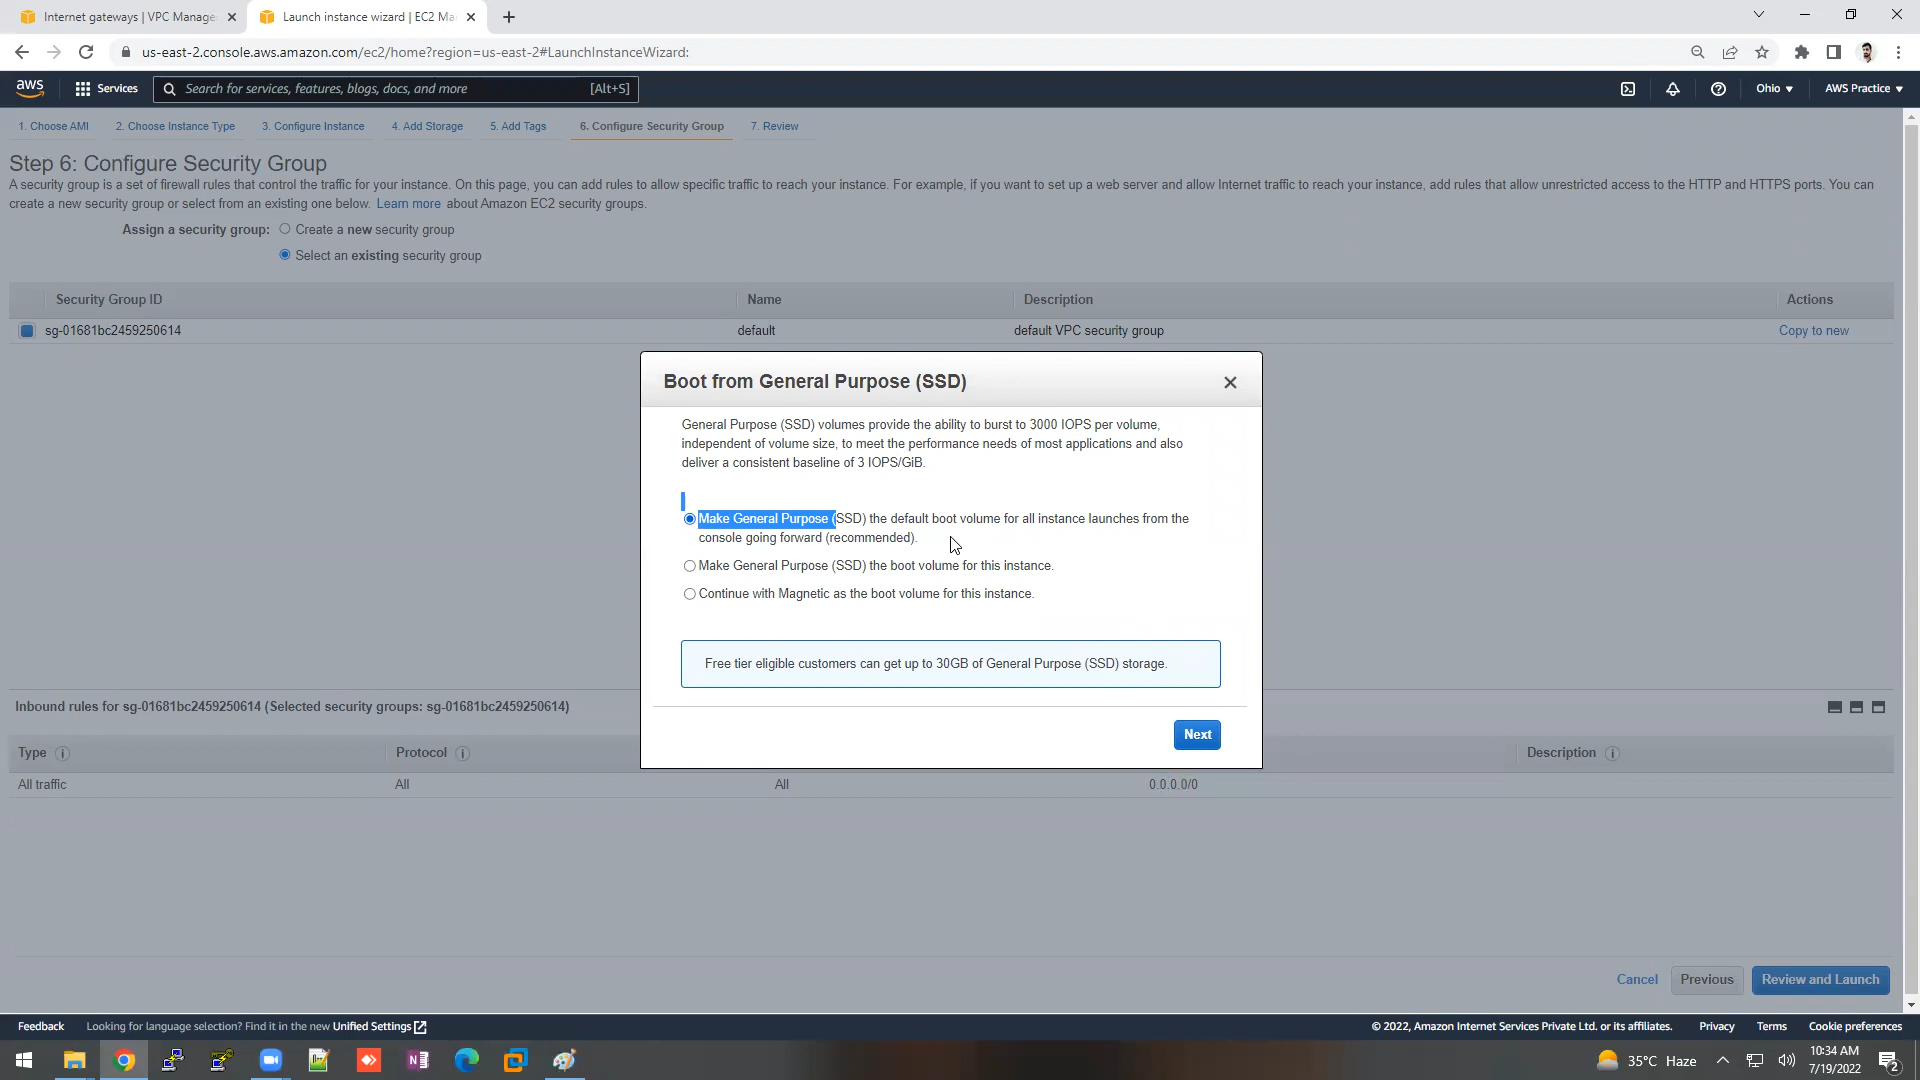 Internet gateways | VPC Manage
Launch instance wizard | EC2 Ma
us-east-2.console.aws.amazon.com/ec2/home?region=us-east-2#LaunchInstanceWizard:
aws
Services
Search for services, features, blogs, docs, and more
[Alt+S]
Ohio
AWS Practice
1. Choose AMI
2. Choose Instance Type
3. Configure Instance
4. Add Storage
5. Add Tags
6. Configure Security Group
7. Review
Step 6: Configure Security Group
A security group is a set of firewall rules that control the traffic for your instance. On this page, you can add rules to allow specific traffic to reach your instance. For example, if you want to set up a web server and allow Internet traffic to reach your instance, add rules that allow unrestricted access to the HTTP and HTTPS ports. You can
create a new security group or select from an existing one below. Learn more about Amazon EC2 security groups.
Assign a security group: Create a new security group
Select an existing security group
Security Group ID
Name
Description
Actions
sg-01681bc2459250614
default
default VPC security group
Copy to new
Boot from General Purpose (SSD)
General Purpose (SSD) volumes provide the ability to burst to 3000 IOPS per volume,
independent of volume size, to meet the performance needs of most applications and also
deliver a consistent baseline of 3 IOPS/GiB.
Make General Purpose (SSD) the default boot volume for all instance launches from the
console going forward (recommended).
Make General Purpose (SSD) the boot volume for this instance.
Continue with Magnetic as the boot volume for this instance.
Free tier eligible customers can get up to 30GB of General Purpose (SSD) storage.
Next
Inbound rules for sg-01681bc2459250614 (Selected security groups: sg-01681bc2459250614)
Type
Protocol
Description
All traffic
All
All
0.0.0.0/0
Cancel
Previous
Review and Launch
Feedback
Looking for language selection? Find it in the new Unified Settings
© 2022, Amazon Internet Services Private Ltd. or its affiliates.
Privacy
Terms
Cookie preferences
35°C Haze
10:34 AM
7/19/2022
2